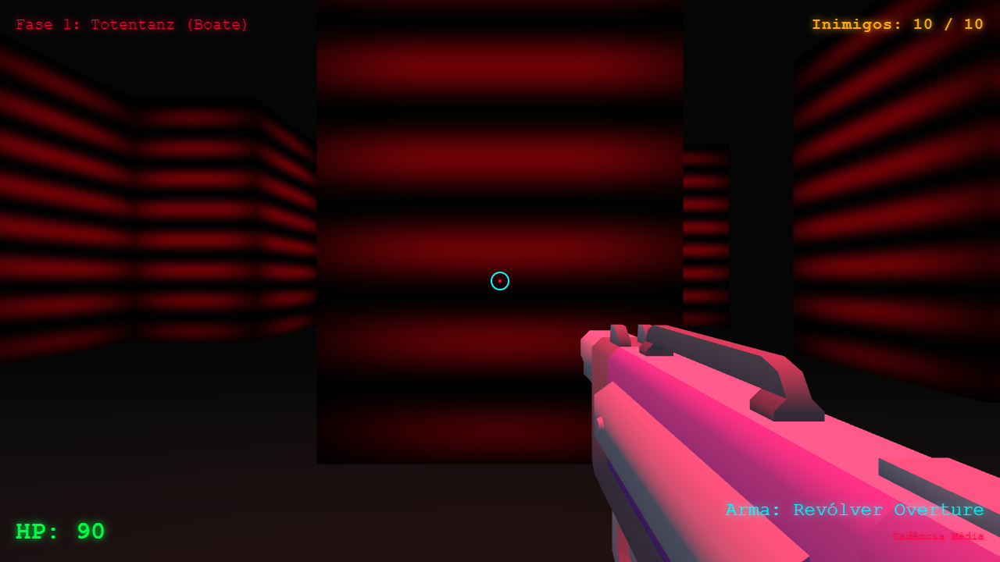 Fase 1: Totentanz (Boate)
Inimigos: 10 / 10
HP: 90
Arma: Revólver Overture
Cadência Média